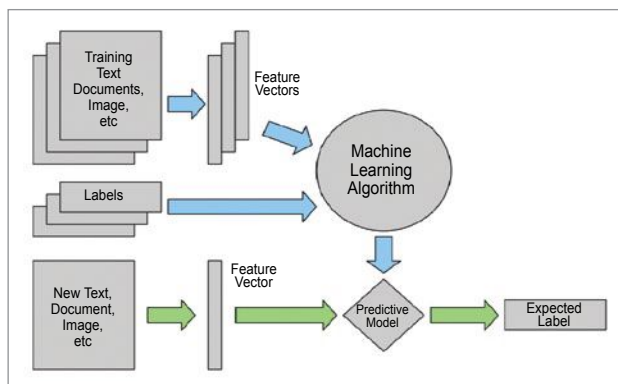 Training
Text
Documents,
Image,
etc
Feature
Vectors
Machine
Learning
Algorithm
Labels
New Text,
Document,
Image,
etc
Feature
Vector
Predictive
Model
Expected
Label